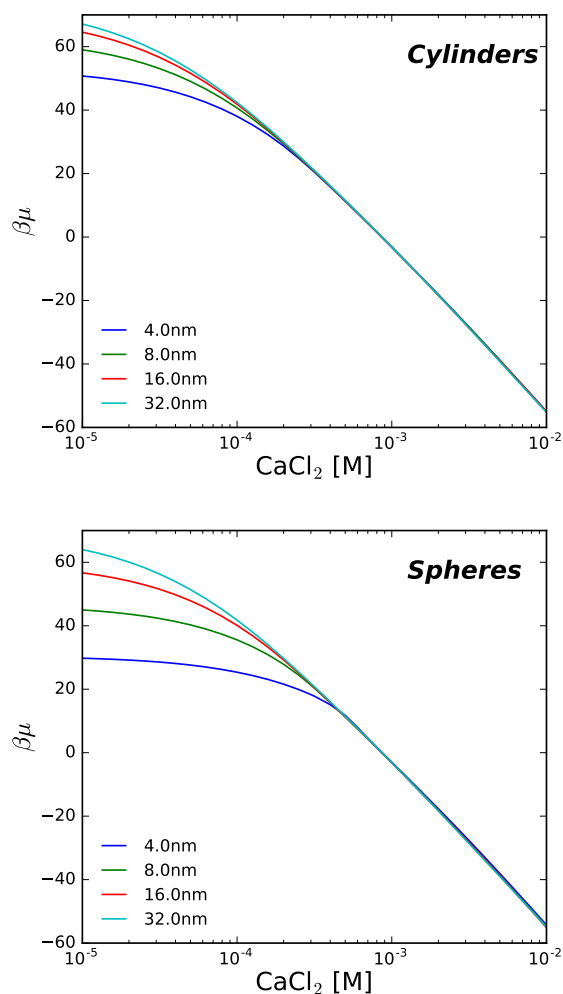 Cylinders
60
40
20
0
−20
−40
−60
βμ
4.0nm
8.0nm
16.0nm
32.0nm
10⁻⁵ 10⁻⁴ 10⁻³ 10⁻²
CaCl₂ [M]
Spheres
60
40
20
0
−20
−40
−60
βμ
4.0nm
8.0nm
16.0nm
32.0nm
10⁻⁵ 10⁻⁴ 10⁻³ 10⁻²
CaCl₂ [M]